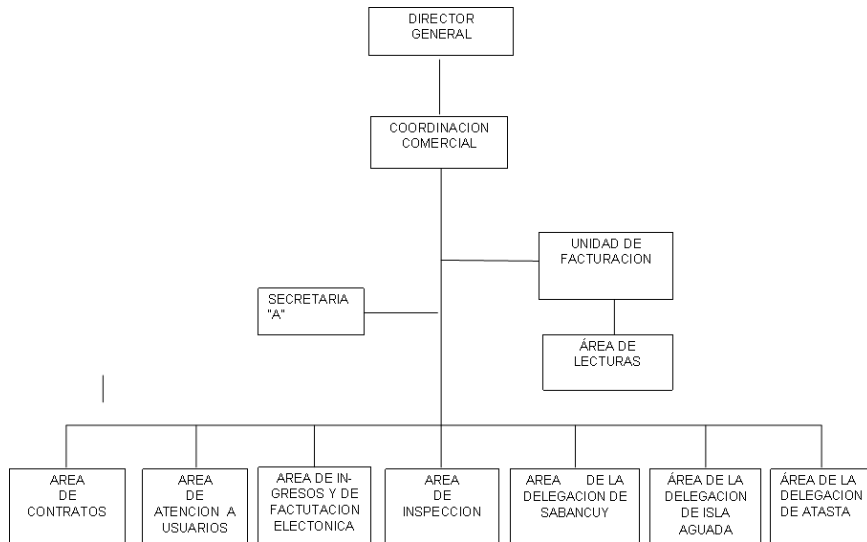 DIRECTOR
GENERAL
COORDINACION
COMERCIAL
UNIDAD DE
FACTURACION
SECRETARIA
"A"
ÁREA DE
LECTURAS
AREA
DE
CONTRATOS
AREA
DE
ATENCION A
USUARIOS
AREA DE IN-
GRESOS Y DE
FACTUTACION
ELECTONICA
AREA
DE
INSPECCION
AREA DE LA
DELEGACION DE
SABANCUY
ÁREA DE LA
DELEGACION
DE ISLA
AGUADA
ÁREA DE LA
DELEGACION
DE ATASTA